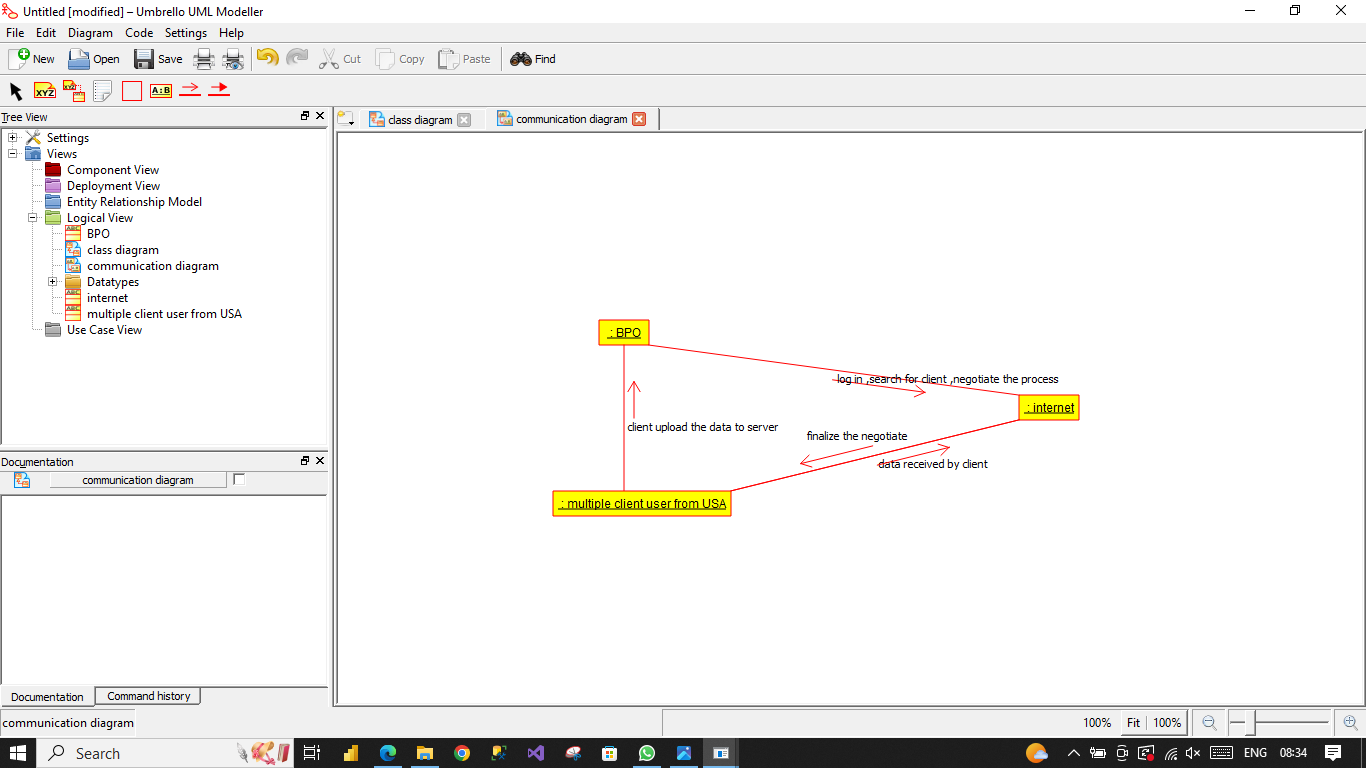 Untitled [modified] – Umbrello UML Modeller
File Edit Diagram Code Settings Help
New Open Save Cut Copy Paste Find
XYZ XYZ A:B
Tree View
class diagram communication diagram
Settings
Views
Component View
Deployment View
Entity Relationship Model
Logical View
BPO
class diagram
communication diagram
Datatypes
internet
multiple client user from USA
Use Case View
: BPO
log in ,search for client ,negotiate the process
: internet
client upload the data to server
finalize the negotiate
data received by client
: multiple client user from USA
Documentation
communication diagram
Documentation Command history
communication diagram
100% Fit 100%
Search
ENG 08:34